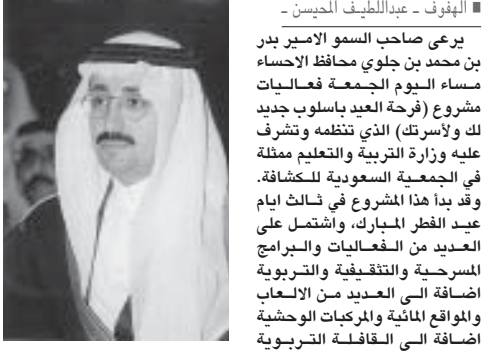 ■ الهفوف ـ عبداللطيف المحيسن ـ
يرعى صاحب السمو الامير بدر
بن محمد بن جلوي محافظ الاحساء
مساء اليوم الجمعة فعاليات
مشروع (فرحة العيد باسلوب جديد
لك ولأسرتك) الذي تنظمه وتشرف
عليه وزارة التربية والتعليم ممثلة
في الجمعية السعودية للكشافة.
وقد بدأ هذا المشروع في ثالث ايام
عيد الفطر المبارك، واشتمل على
العديد من الفعاليات والبرامج
المسرحية والتثقيفية والتربوية
اضافة الى العديد من الالعاب
والمواقع المائية والمركبات الوحشية
اضافة الى القافلة التربوية